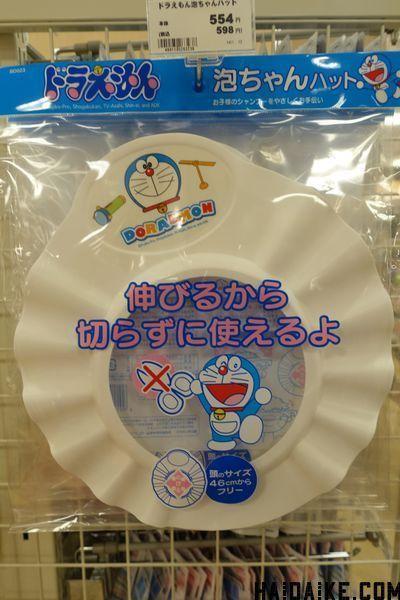 ドラえもん泡ちゃんハット
本体 554円
(税込 598円)
ドラえもん
泡ちゃんハット
お子様のシャンプーをやさしくお手伝い
DORAEMON
伸びるから
切らずに使えるよ
頭のサイズ
46cmから
フリー
HAIDAIKE.COM